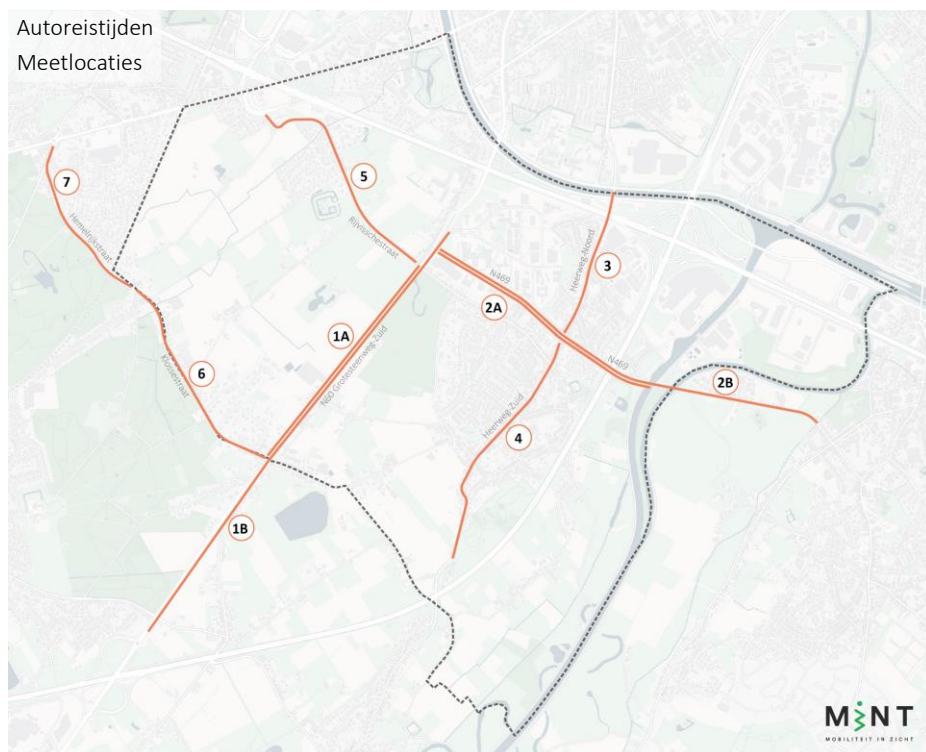 Autoreistijden
Meetlocaties
7
5
Hemelrijkstraat
Rijvisschestraat
3
Heerweg-Noord
N469
2A
1A
N60 Grotesteenweg-Zuid
6
Klossestraat
N469
2B
Heerweg-Zuid
4
1B
MINT
MOBILITEIT IN ZICHT